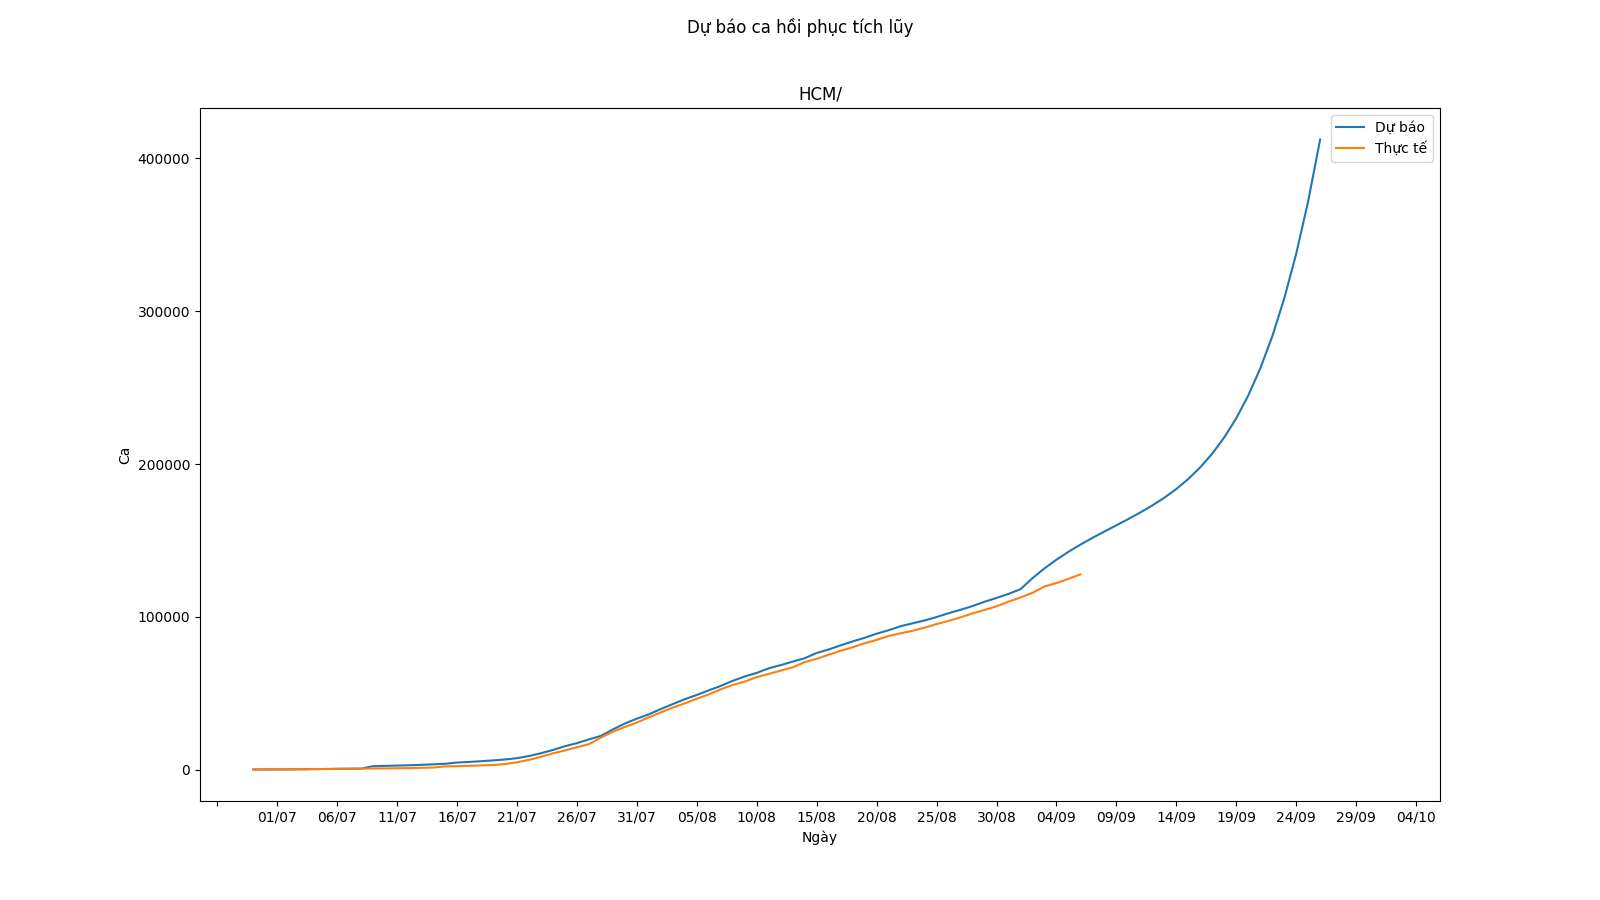 Dự báo ca hồi phục tích lũy
HCM/
Dự báo
Thực tế
400000
300000
200000
100000
0
Ca
01/07 06/07 11/07 16/07 21/07 26/07 31/07 05/08 10/08 15/08 20/08 25/08 30/08 04/09 09/09 14/09 19/09 24/09 29/09 04/10
Ngày